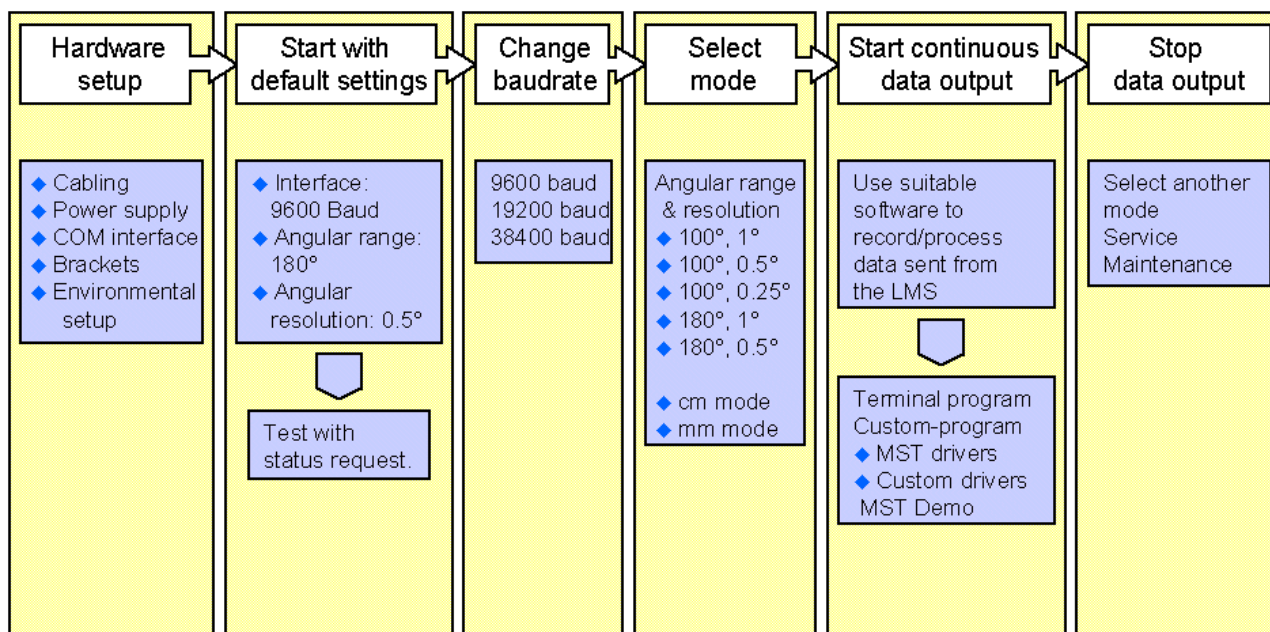 Hardware
setup
Start with
default settings
Change
baudrate
Select
mode
Start continuous
data output
Stop
data output
◆ Cabling
◆ Power supply
◆ COM interface
◆ Brackets
◆ Environmental
setup
◆ Interface:
9600 Baud
◆ Angular range:
180°
◆ Angular
resolution: 0.5°
Test with
status request.
9600 baud
19200 baud
38400 baud
Angular range
& resolution
◆ 100°, 1°
◆ 100°, 0.5°
◆ 100°, 0.25°
◆ 180°, 1°
◆ 180°, 0.5°
◆ cm mode
◆ mm mode
Use suitable
software to
record/process
data sent from
the LMS
Terminal program
Custom-program
◆ MST drivers
◆ Custom drivers
MST Demo
Select another
mode
Service
Maintenance